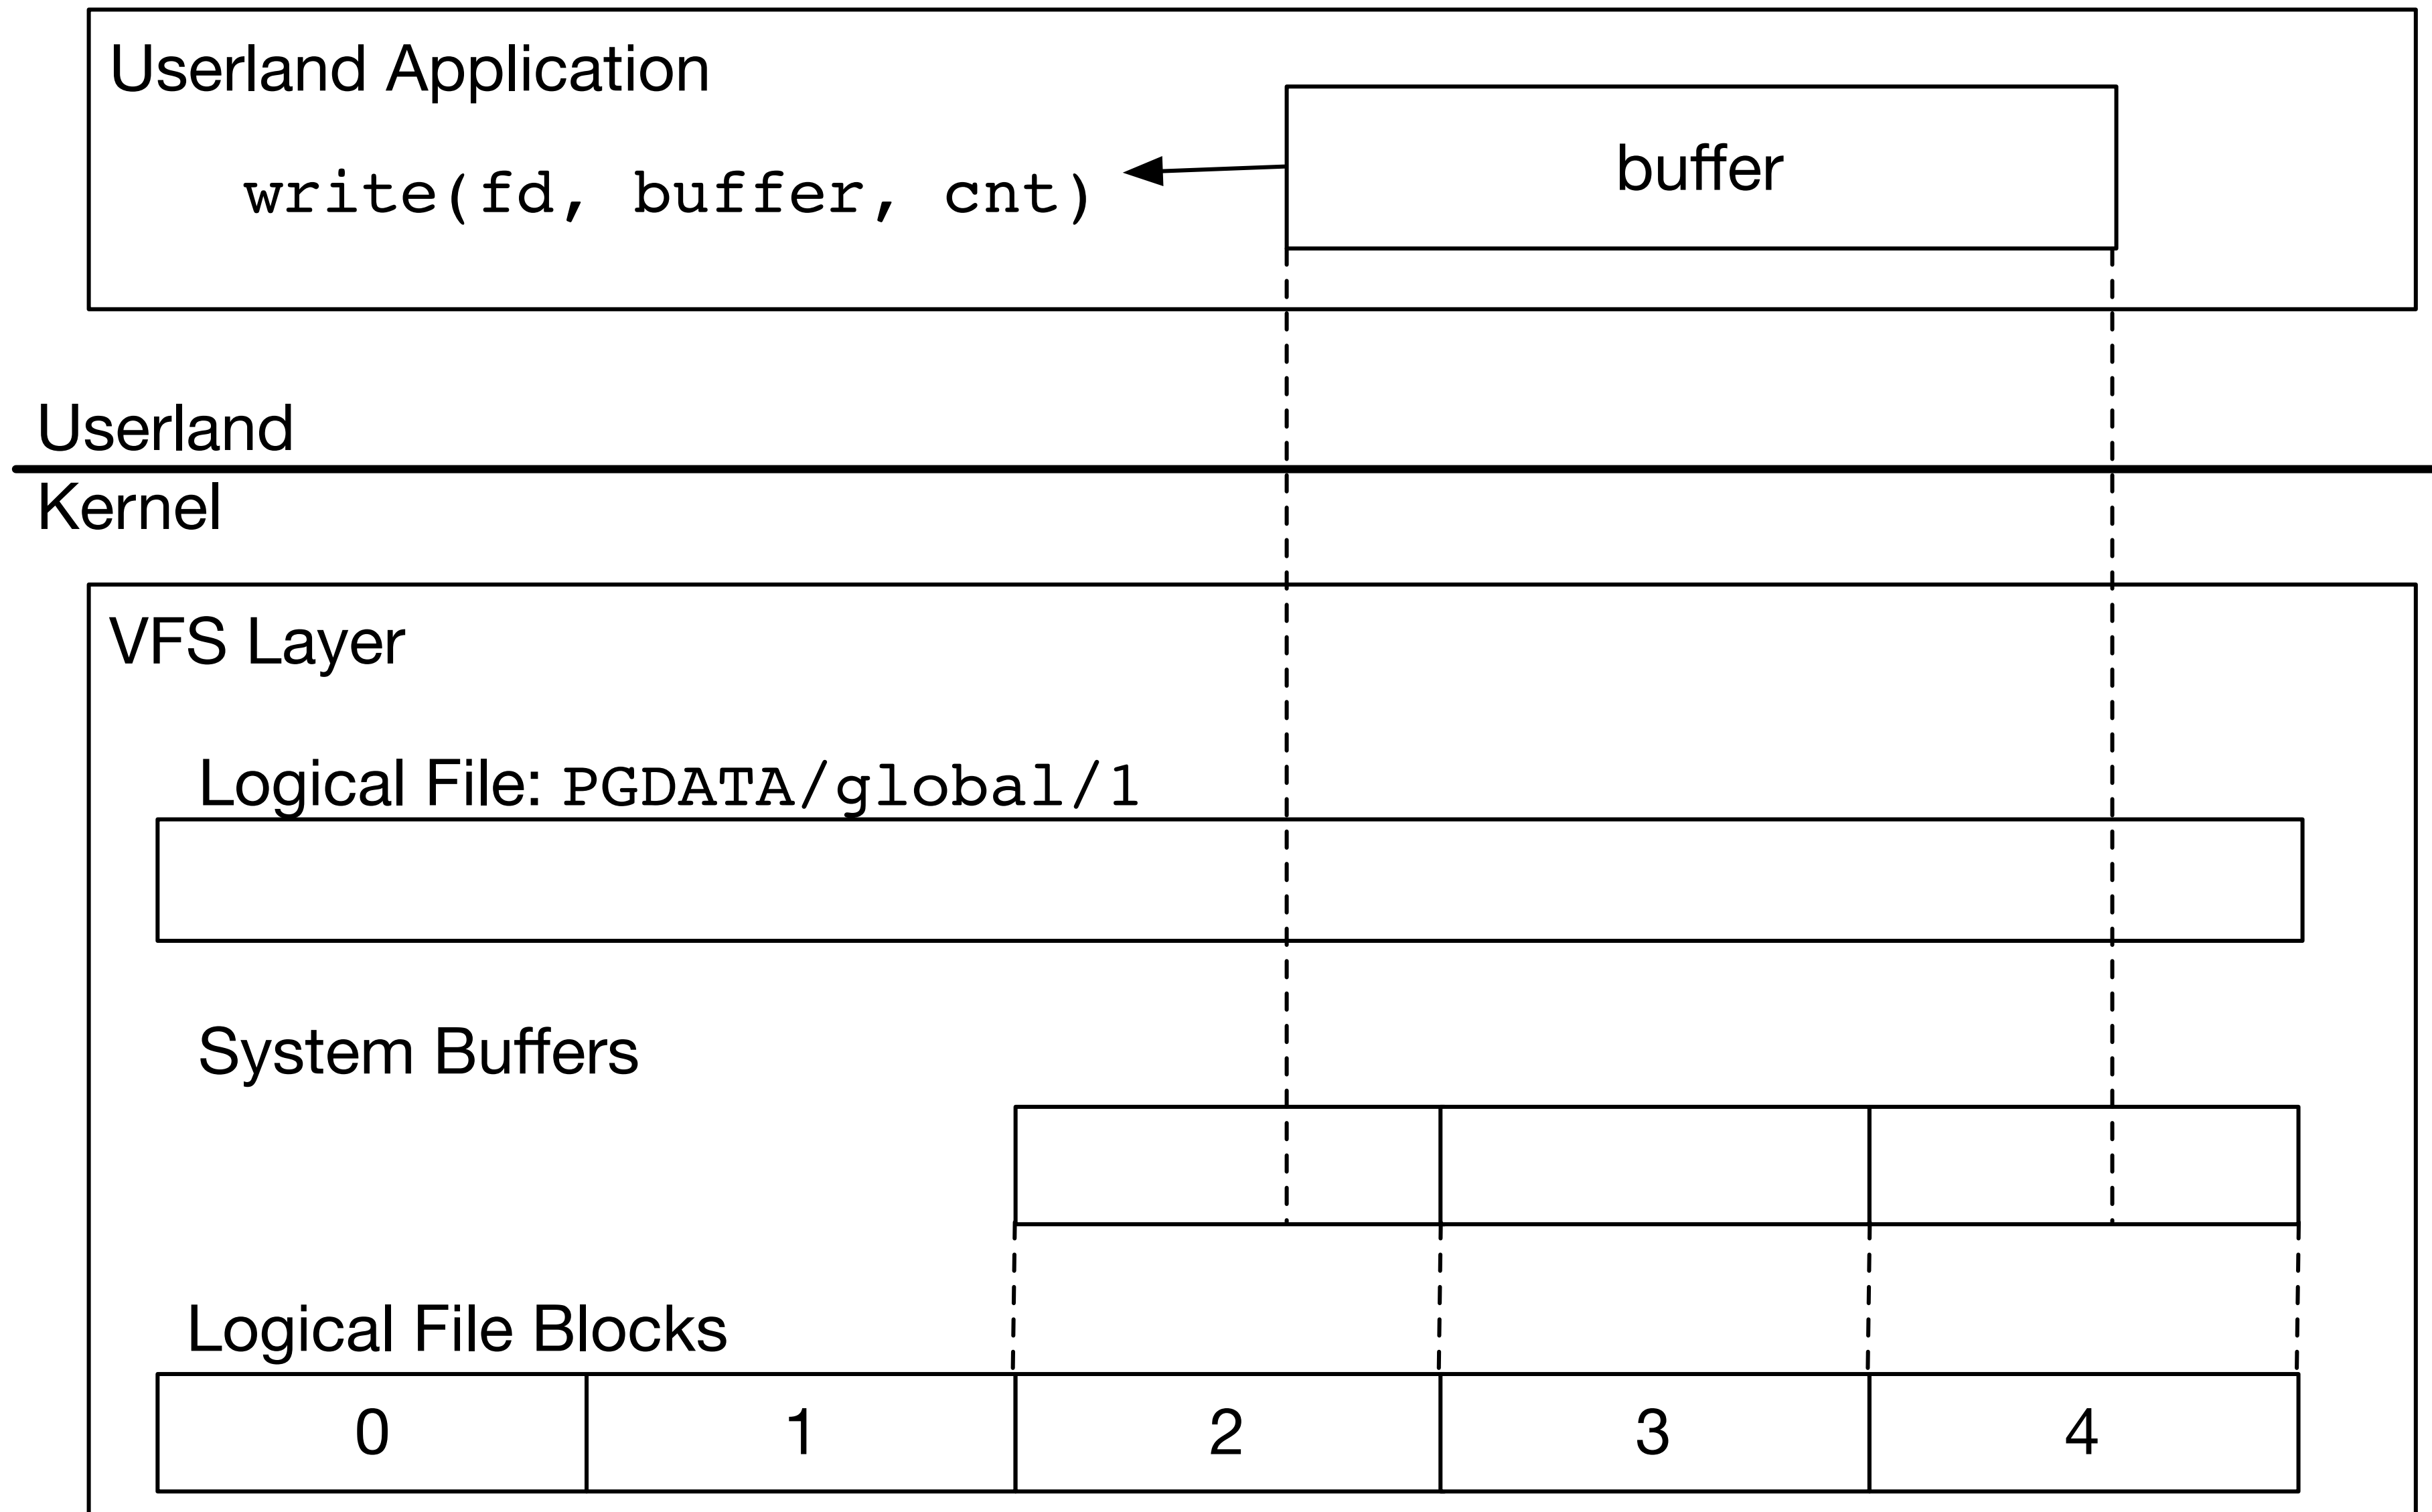 Userland Application
buffer
write(fd, buffer, cnt)
Userland
Kernel
VFS Layer
Logical File: PGDATA/global/1
System Buffers
Logical File Blocks
0 1 2 3 4